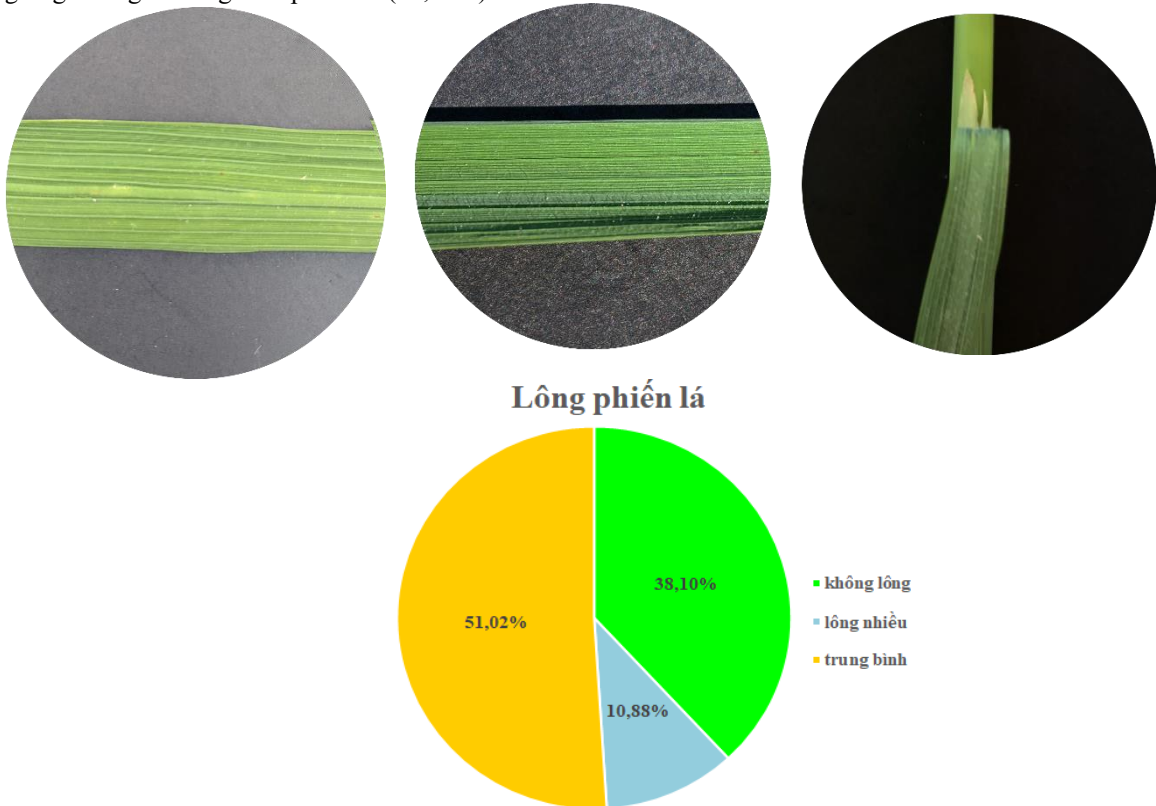 Lông phiến lá
38,10%
51,02%
10,88%
không lông
lông nhiều
trung bình